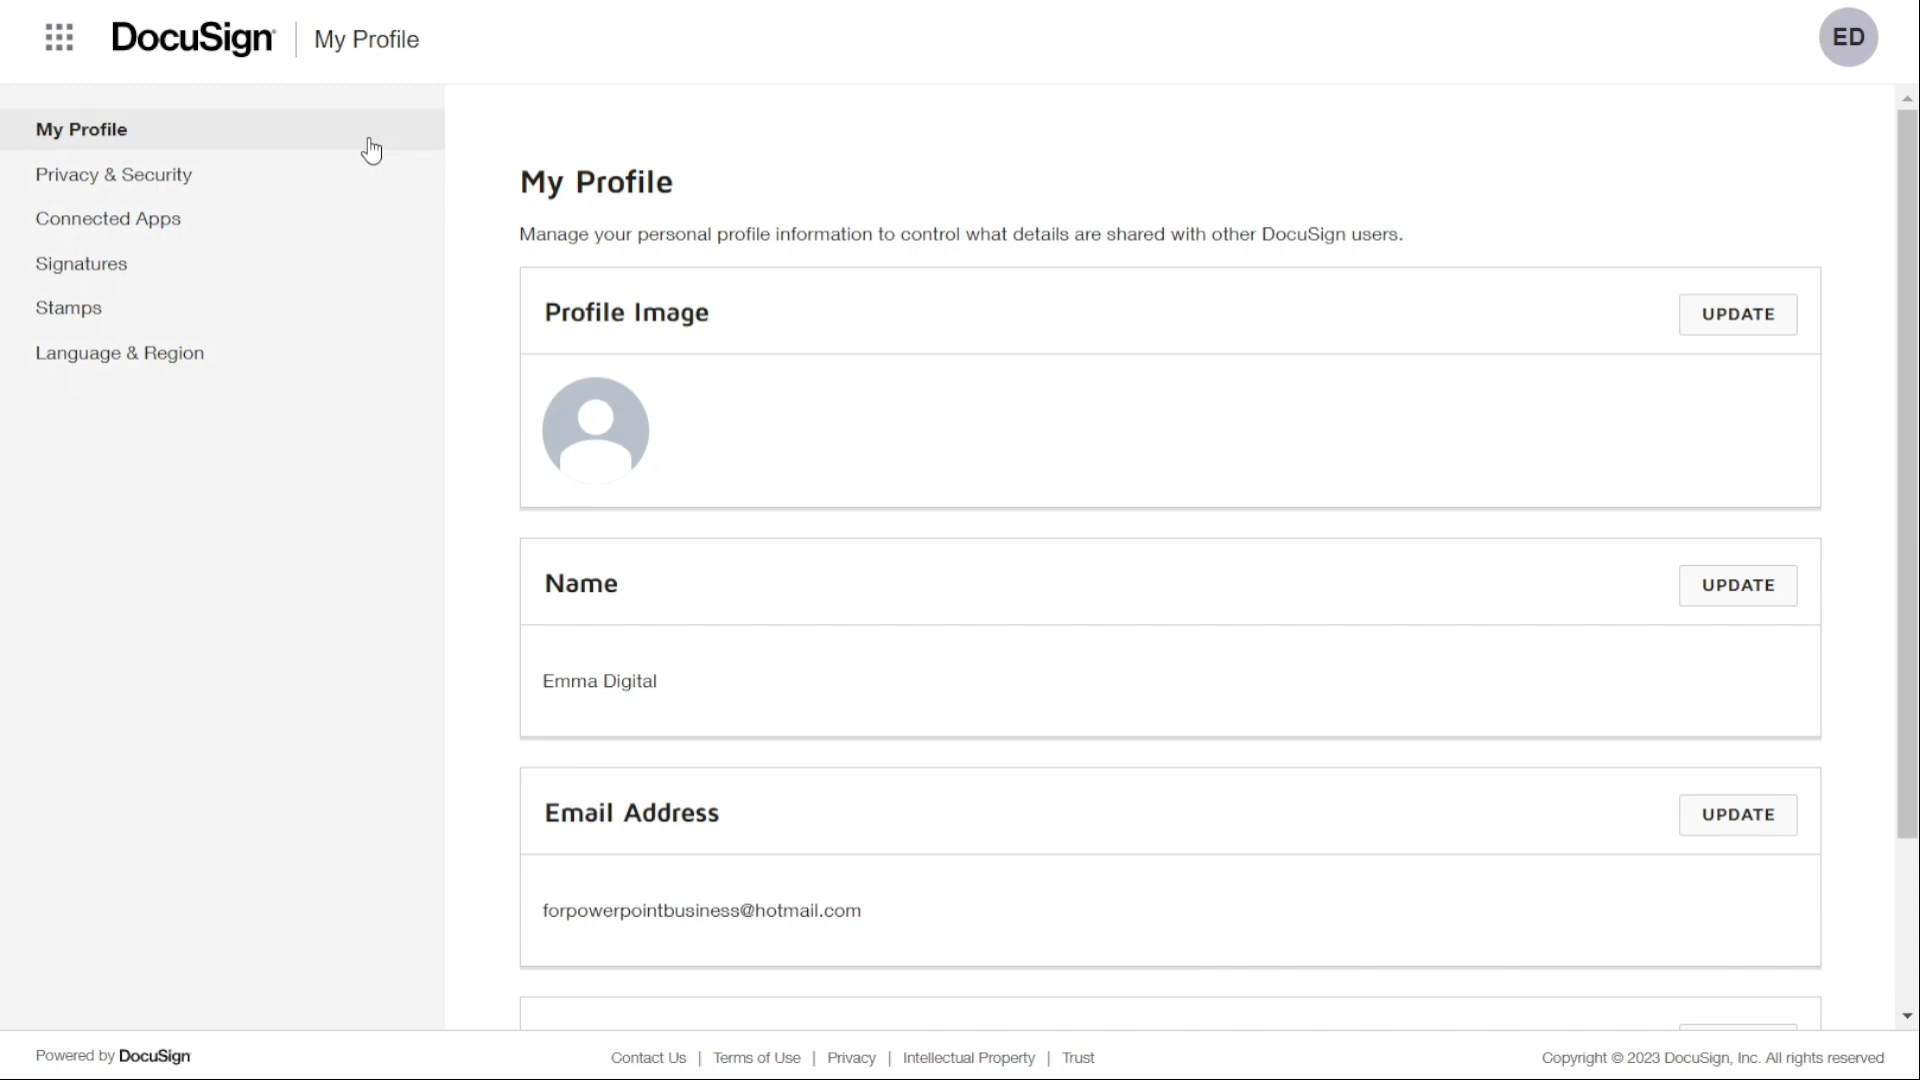 DocuSign My Profile
ED
My Profile
Privacy & Security
Connected Apps
Signatures
Stamps
Language & Region
My Profile
Manage your personal profile information to control what details are shared with other DocuSign users.
Profile Image
UPDATE
Name
UPDATE
Emma Digital
Email Address
UPDATE
forpowerpointbusiness@hotmail.com
Powered by DocuSign
Contact Us | Terms of Use | Privacy | Intellectual Property | Trust
Copyright © 2023 DocuSign, Inc. All rights reserved